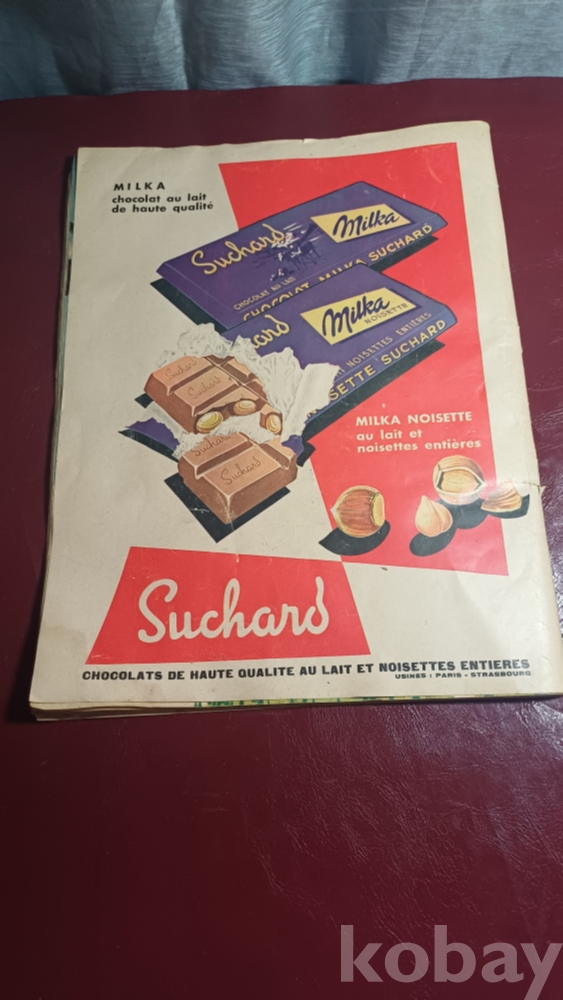 MILKA
chocolat au lait
de haute qualité
Suchard
Milka
CHOCOLAT AU LAIT
CHOCOLAT MILKA SUCHARD
Milka
NOISETTE
NOISETTES ENTIÈRES
SUCHARD
Suchard
Suchard
Suchard
Suchard
MILKA NOISETTE
au lait et
noisettes entières
Suchard
CHOCOLATS DE HAUTE QUALITE AU LAIT ET NOISETTES ENTIERES
USINES : PARIS - STRASBOURG
kobay